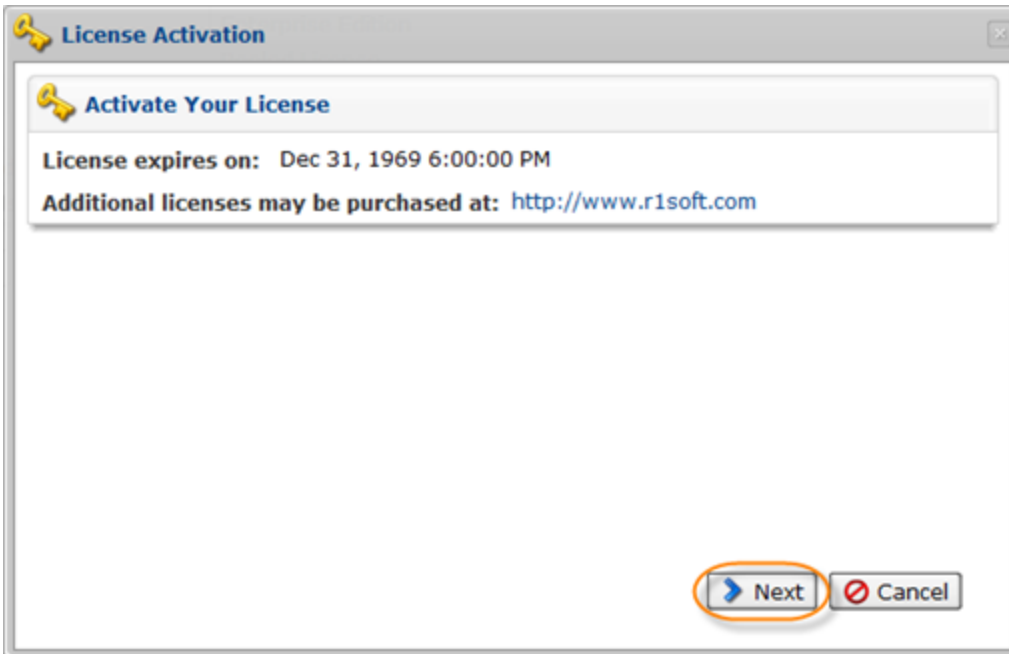 License Activation
Activate Your License
License expires on: Dec 31, 1969 6:00:00 PM
Additional licenses may be purchased at: http://www.r1soft.com
Next Cancel